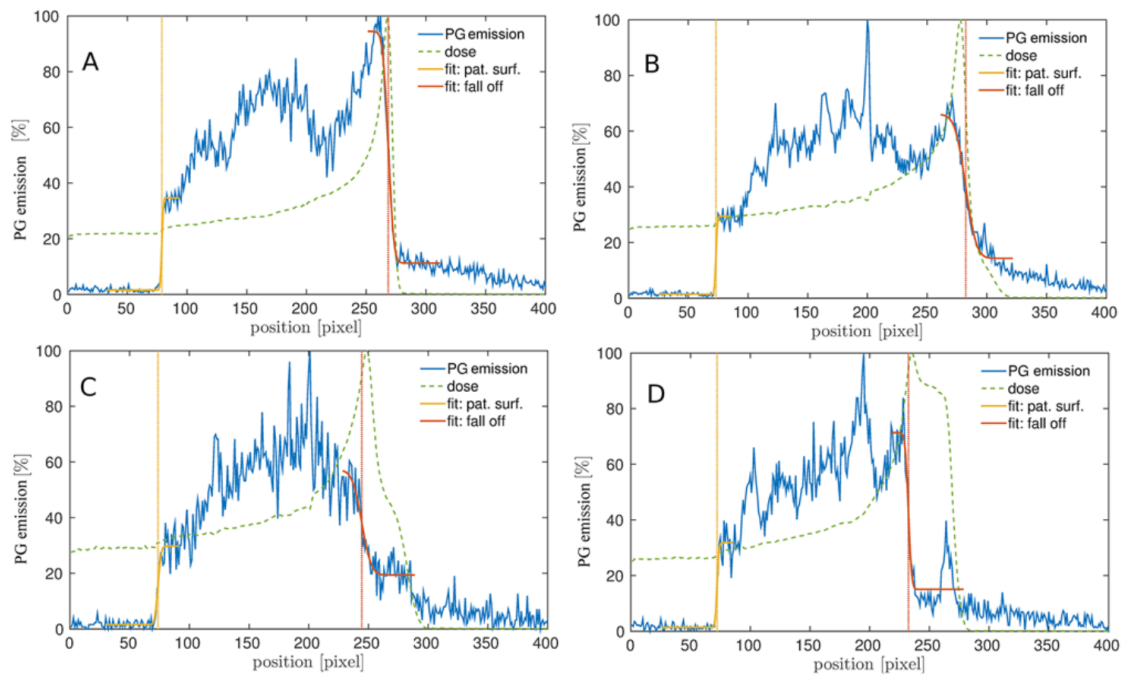 A
PG emission
dose
fit: pat. surf.
fit: fall off
PG emission [%]
100
80
60
40
20
0
0 50 100 150 200 250 300 350 400
position [pixel]
B
PG emission
dose
fit: pat. surf.
fit: fall off
PG emission[%]
100
80
60
40
20
0
0 50 100 150 200 250 300 350 400
position [pixel]
C
PG emission
dose
fit: pat. surf.
fit: fall off
PG emission [%]
100
80
60
40
20
0
0 50 100 150 200 250 300 350 400
position [pixel]
D
PG emission
dose
fit: pat. surf.
fit: fall off
PG emission [%]
100
80
60
40
20
0
0 50 100 150 200 250 300 350 400
position [pixel]